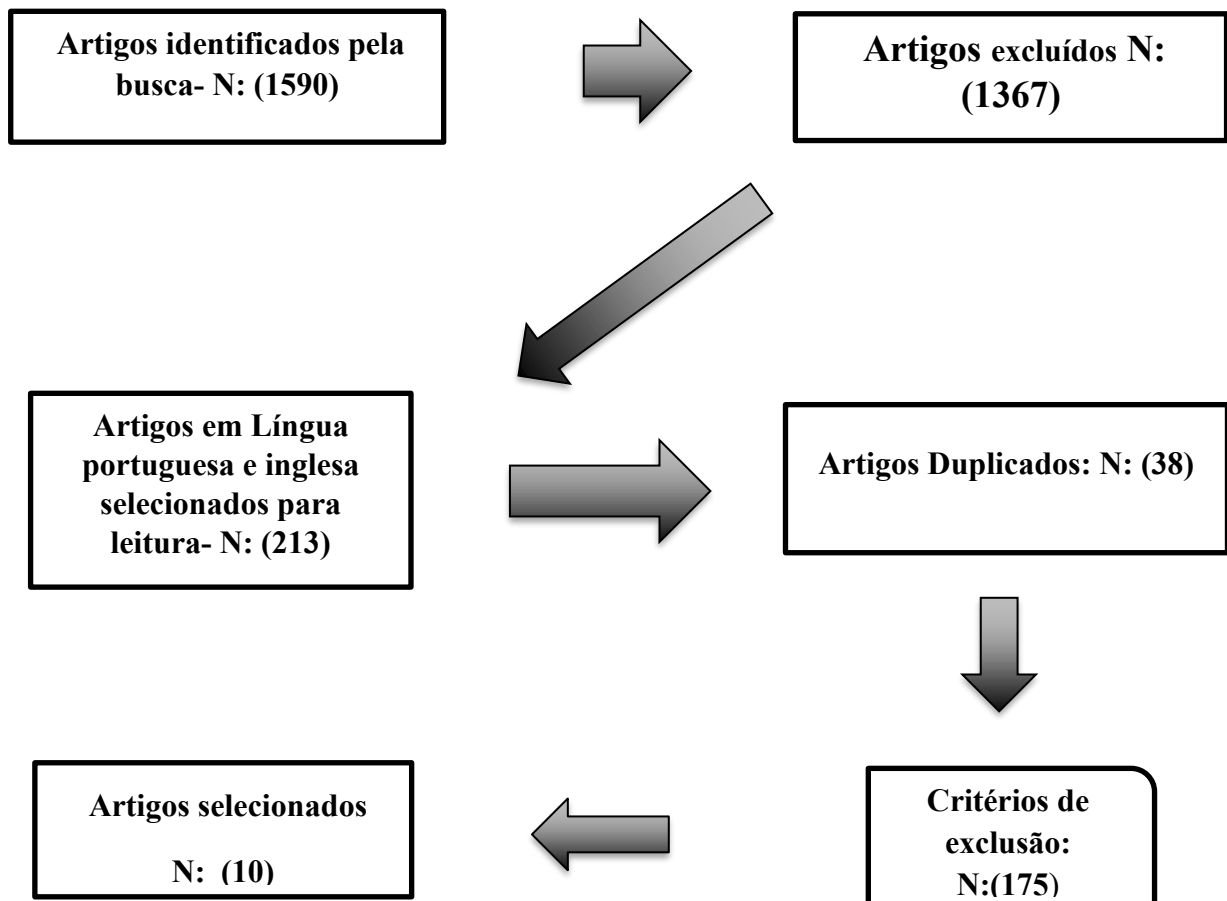 Artigos identificados pela
busca- N: (1590)
Artigos excluídos N:
(1367)
Artigos em Língua
portuguesa e inglesa
selecionados para
leitura- N: (213)
Artigos Duplicados: N: (38)
Critérios de
exclusão:
N:(175)
Artigos selecionados
N: (10)